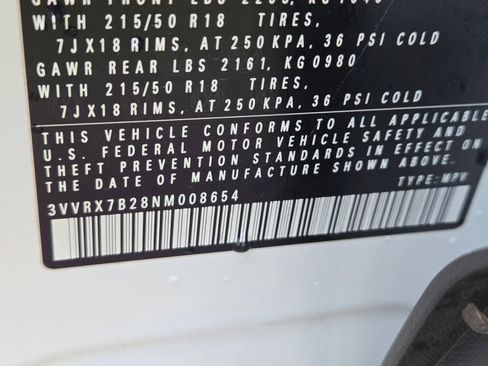 WITH 215/50 R18 TIRES,
7JX18 RIMS, AT 250 KPA, 36 PSI COLD
GAWR REAR LBS 2161, KG 0980
WITH 215/50 R18 TIRES,
7JX18 RIMS, AT 250 KPA, 36 PSI COLD
THIS VEHICLE CONFORMS TO ALL APPLICABLE
U.S. FEDERAL MOTOR VEHICLE SAFETY AND
THEFT PREVENTION STANDARDS IN EFFECT ON
THE DATE OF MANUFACTURE SHOWN ABOVE.
TYPE: MPV
3VVRX7B28NM008654